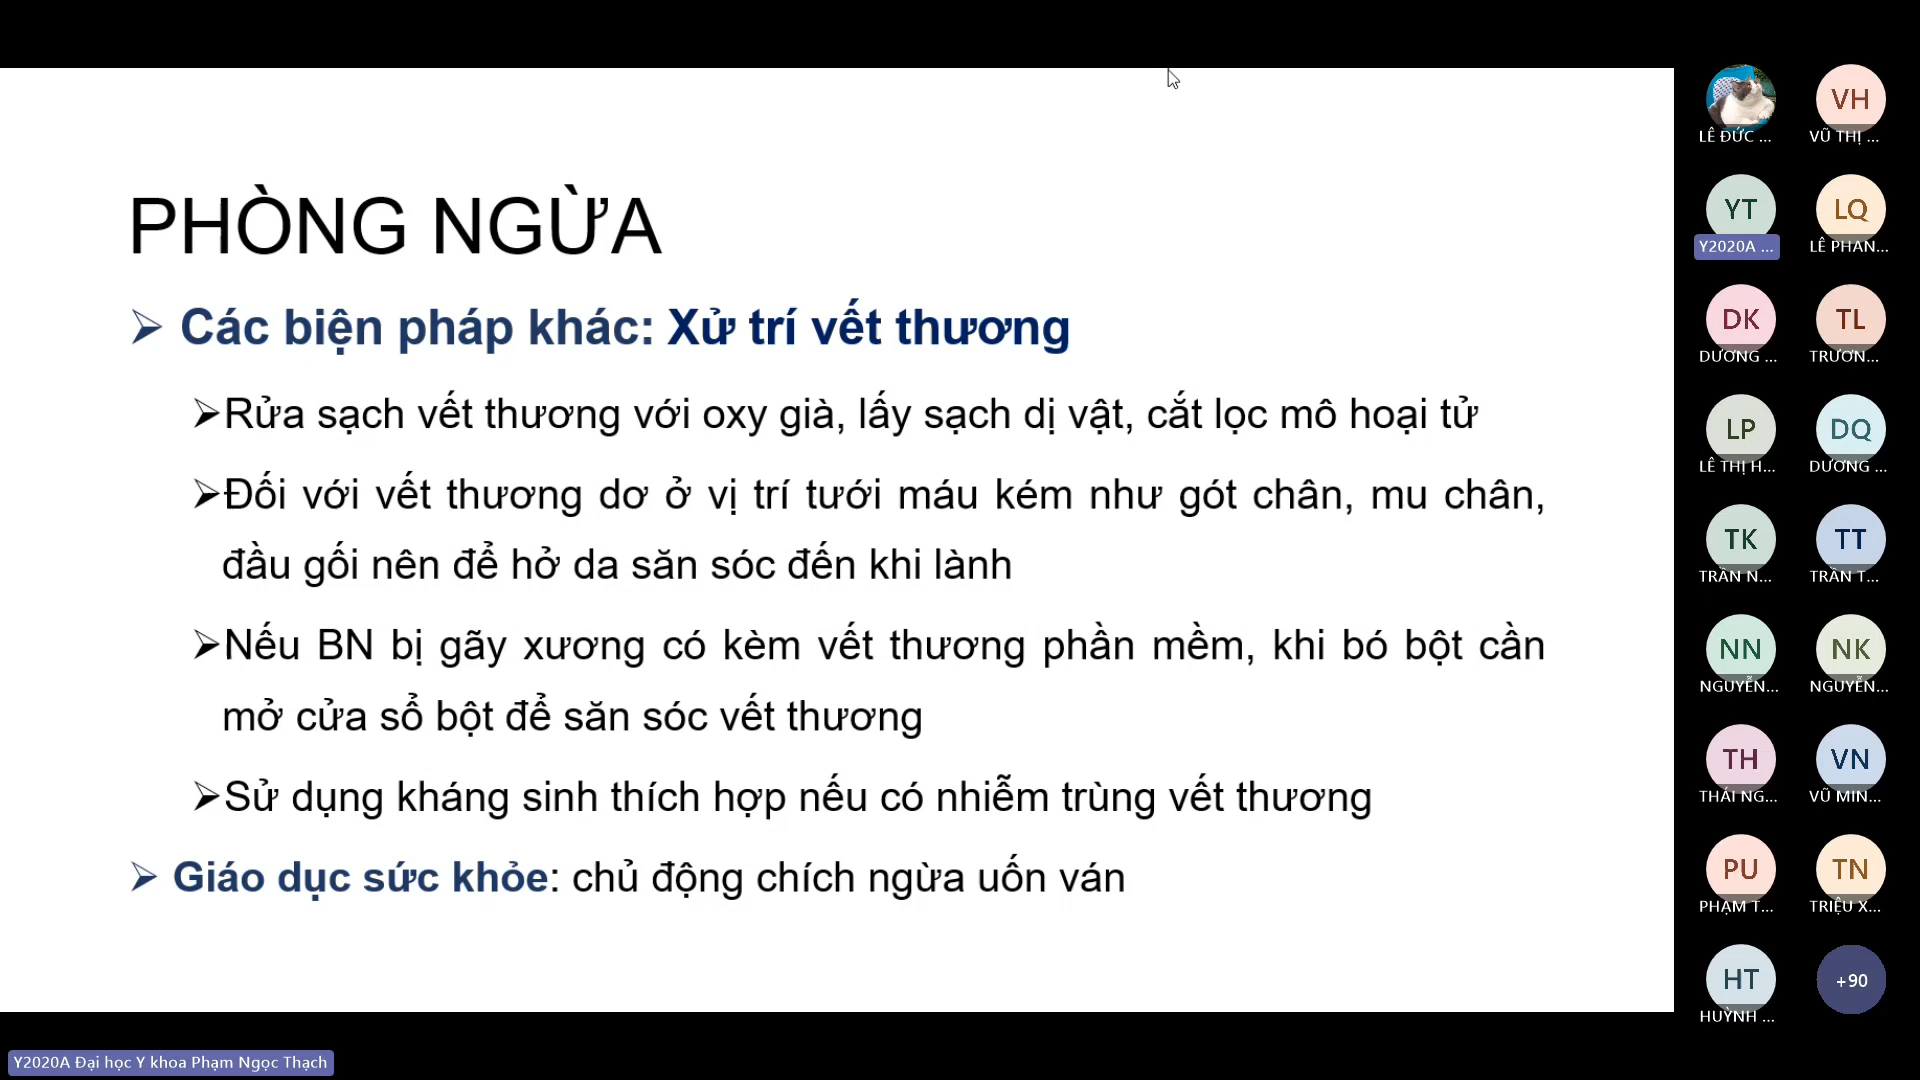 PHÒNG NGỪA
➢ Các biện pháp khác: Xử trí vết thương
➢Rửa sạch vết thương với oxy già, lấy sạch dị vật, cắt lọc mô hoại tử
➢Đối với vết thương dơ ở vị trí tưới máu kém như gót chân, mu chân,
đầu gối nên để hở da săn sóc đến khi lành
➢Nếu BN bị gãy xương có kèm vết thương phần mềm, khi bó bột cần
mở cửa sổ bột để săn sóc vết thương
➢Sử dụng kháng sinh thích hợp nếu có nhiễm trùng vết thương
➢ Giáo dục sức khỏe: chủ động chích ngừa uốn ván
LÊ ĐỨC ...
VH
VŨ THỊ ...
YT
Y2020A ...
LQ
LÊ PHAN...
DK
DƯƠNG ...
TL
TRƯƠN...
LP
LÊ THỊ H...
DQ
DƯƠNG ...
TK
TRẦN N...
TT
TRẦN T...
NN
NGUYỄN...
NK
NGUYỄN...
TH
THÁI NG...
VN
VŨ MIN...
PU
PHẠM T...
TN
TRIỆU X...
HT
HUỲNH ...
+90
Y2020A Đại học Y khoa Phạm Ngọc Thạch